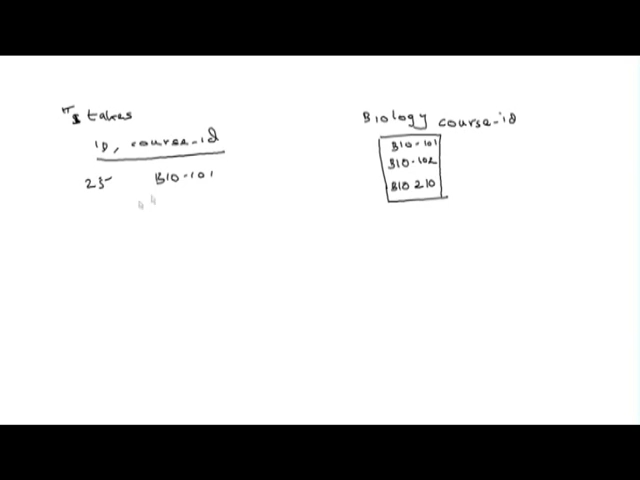 π takes
ID, course-id
23 BIO-101
Biology course-id
BIO-101
BIO-102
BIO 210